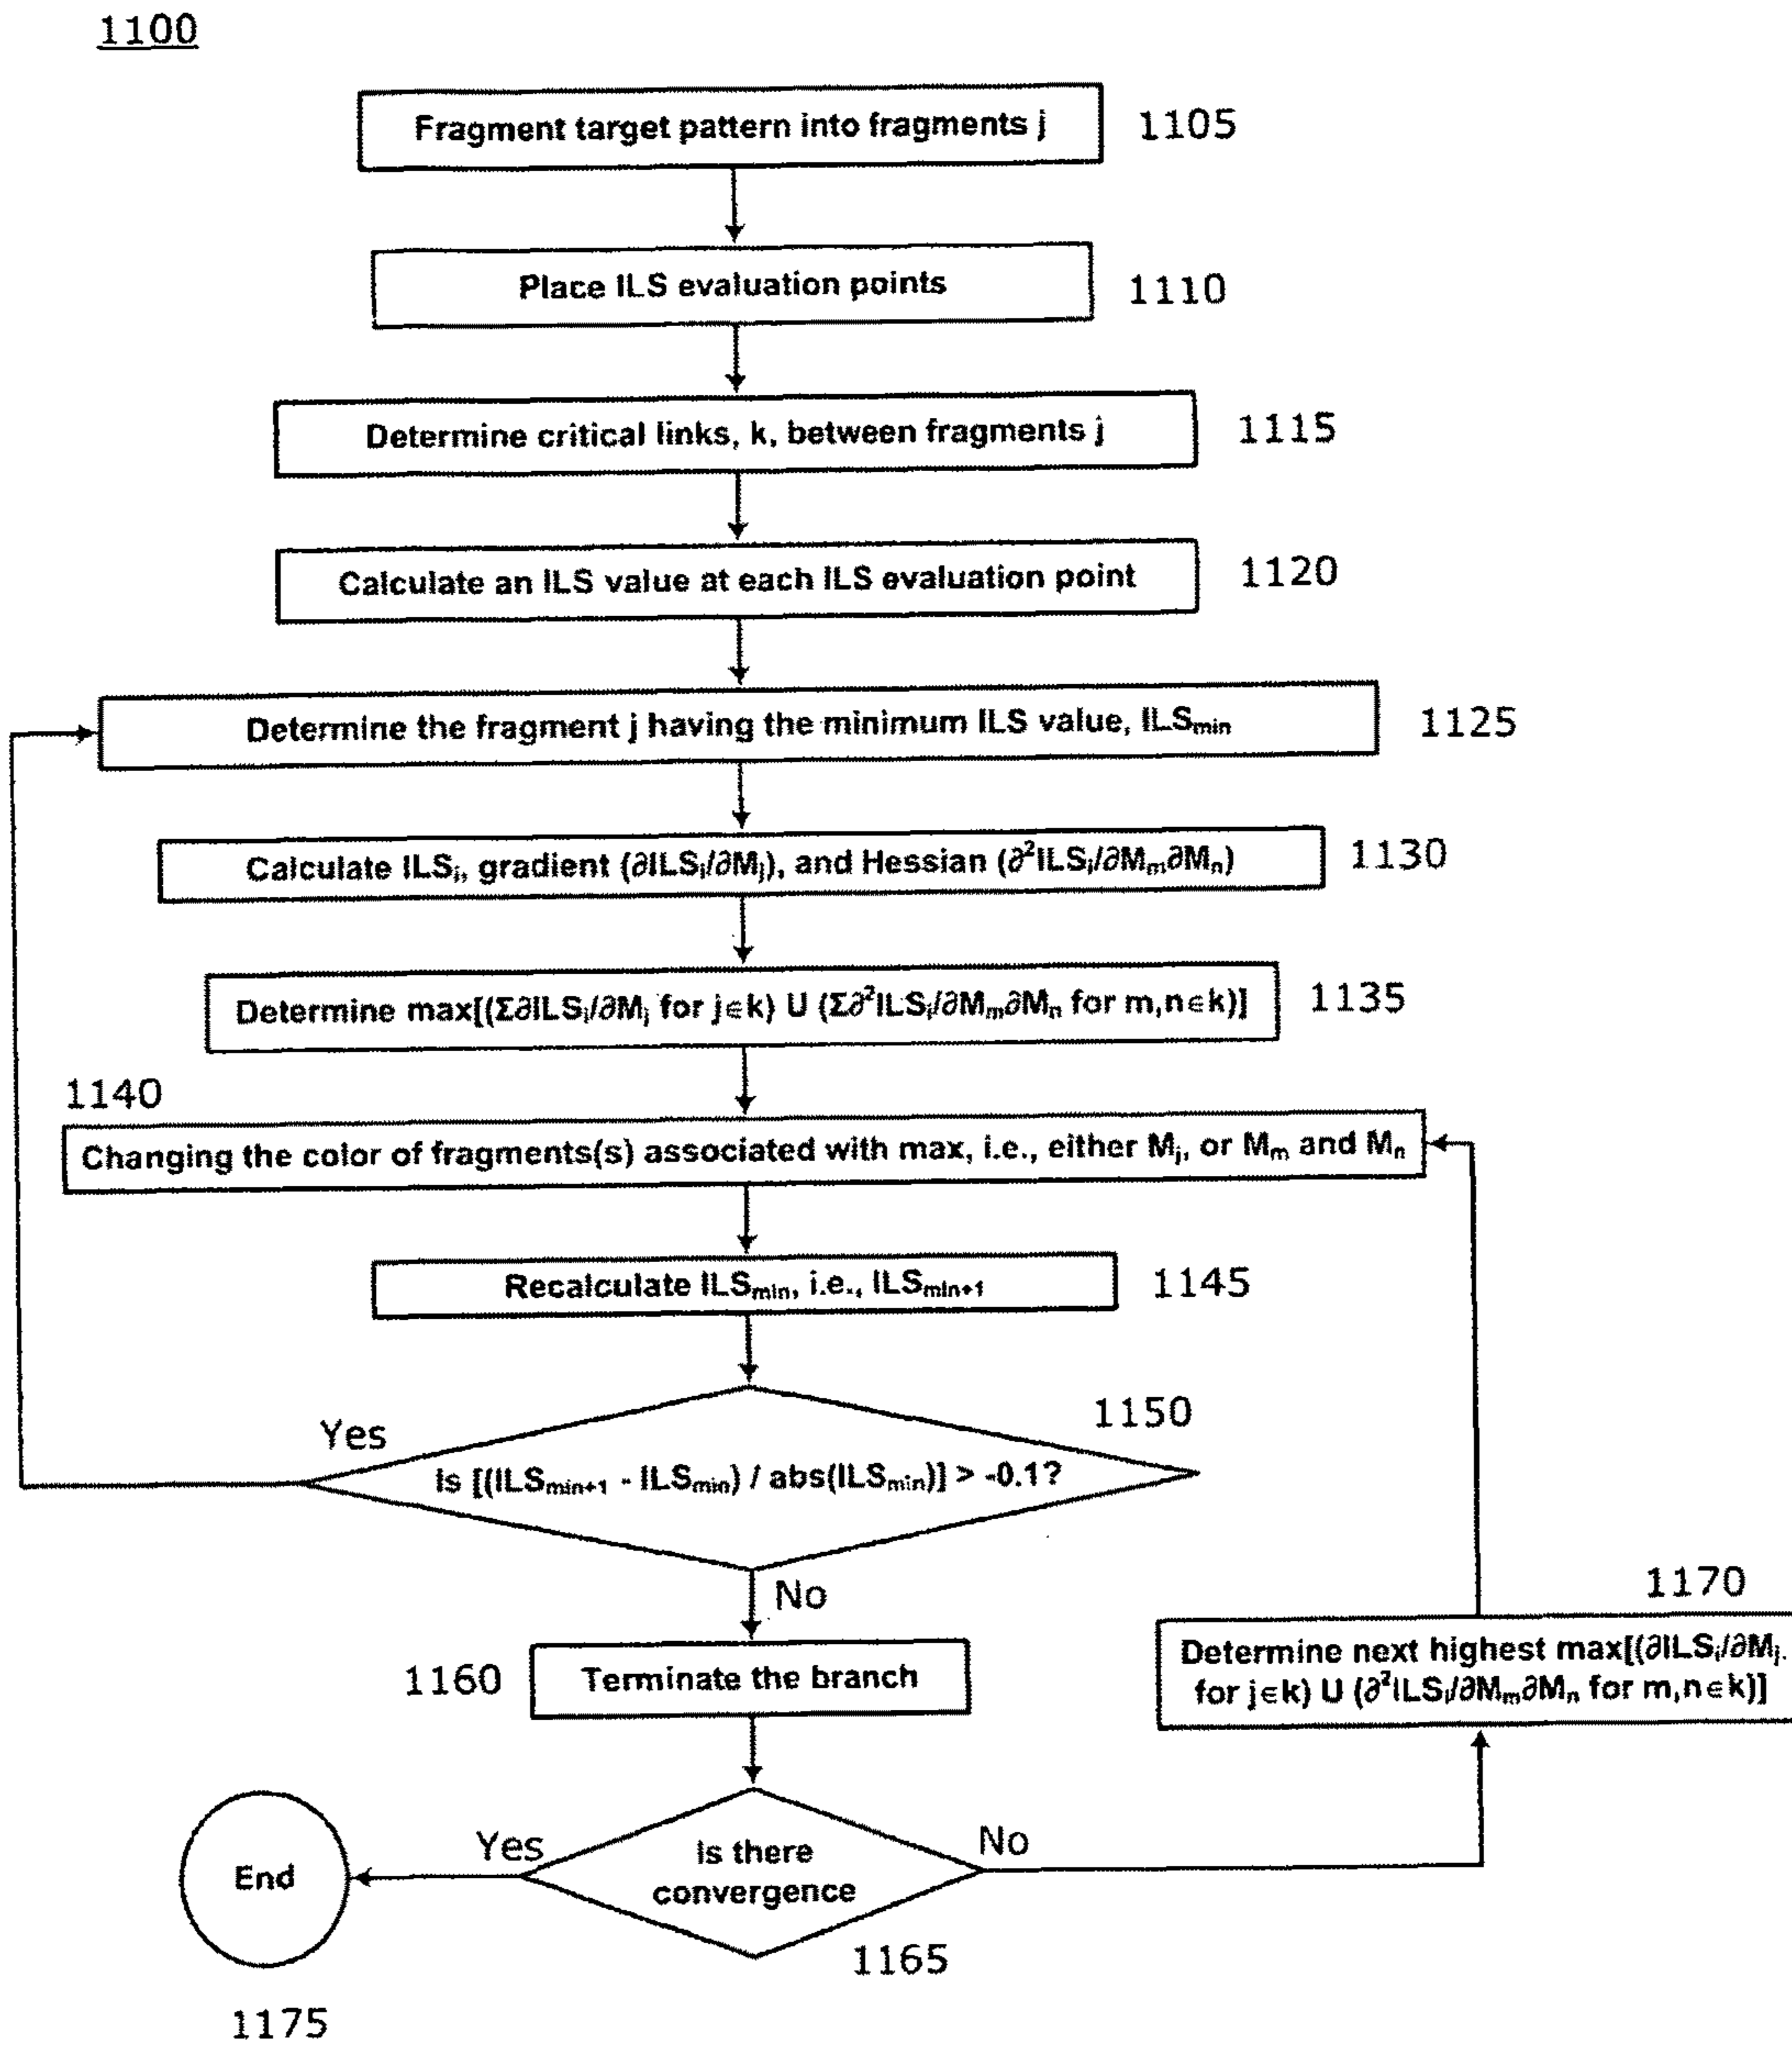 1100
Fragment target pattern into fragments j
1105
Place ILS evaluation points
1110
Determine critical links, k, between fragments j
1115
Calculate an ILS value at each ILS evaluation point
1120
Determine the fragment j having the minimum ILS value, ILSmin
1125
Calculate ILSi, gradient (∂ILSi/∂Mj), and Hessian (∂²ILSi/∂Mm∂Mn)
1130
Determine max[(Σ∂ILSi/∂Mj for j∈k) U (Σ∂²ILSi/∂Mm∂Mn for m,n∈k)]
1135
1140
Changing the color of fragments(s) associated with max, i.e., either Mj, or Mm and Mn
Recalculate ILSmin, i.e., ILSmin+1
1145
1150
Yes
Is [(ILSmin+1 - ILSmin) / abs(ILSmin)] > -0.1?
No
1160
Terminate the branch
1170
Determine next highest max[(∂ILSi/∂Mj.
for j∈k) U (∂²ILSi/∂Mm∂Mn for m,n∈k)]
Yes
Is there
convergence
No
1165
End
1175